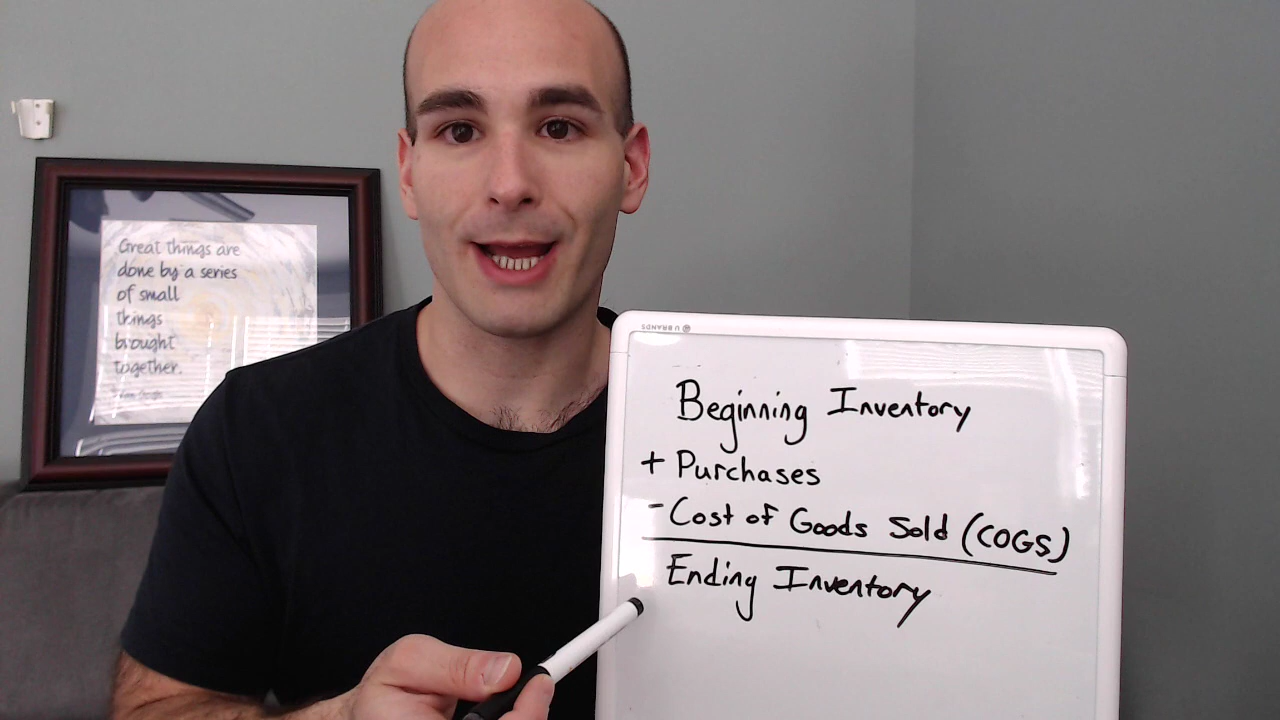 Great things are
done by a series
of small
things
brought
together.
U BRANDS
Beginning Inventory
+ Purchases
- Cost of Goods Sold (COGS)
Ending Inventory